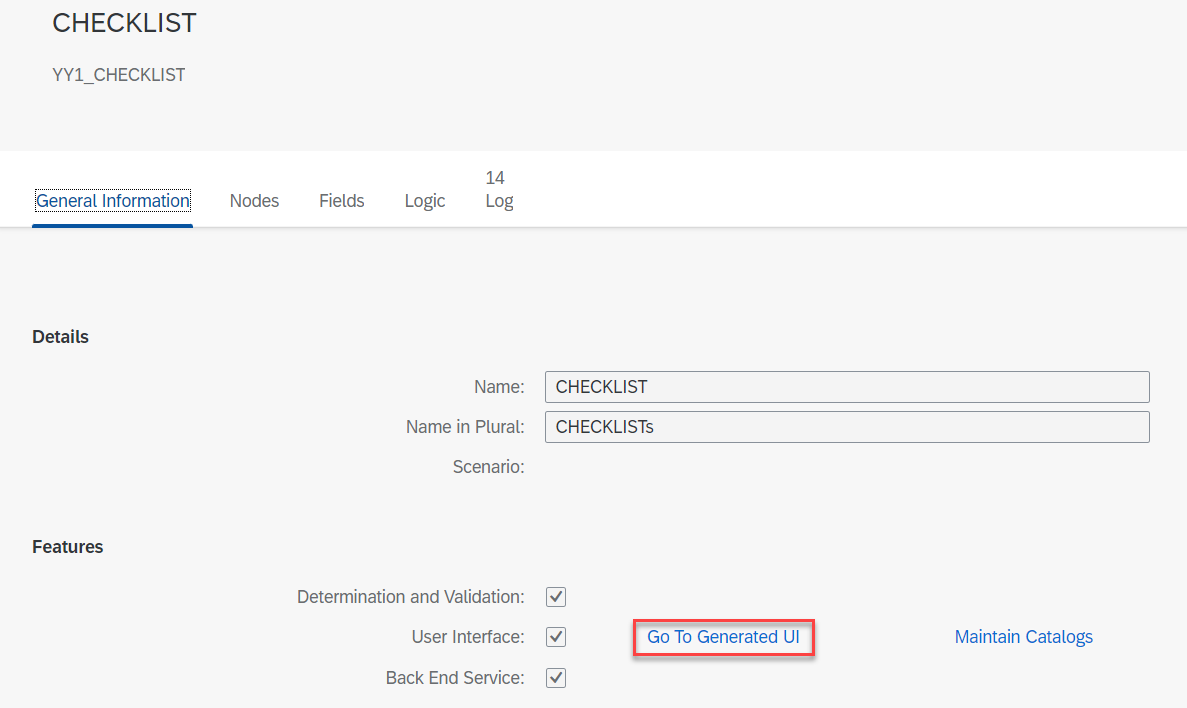 CHECKLIST
YY1_CHECKLIST
14
General Information Nodes Fields Logic Log
Details
Name: CHECKLIST
Name in Plural: CHECKLISTs
Scenario:
Features
Determination and Validation:
User Interface: Go To Generated UI Maintain Catalogs
Back End Service: